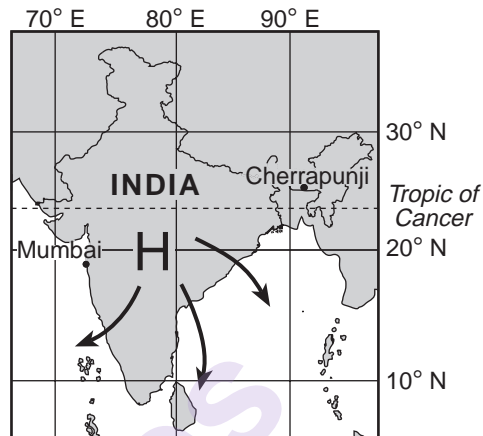 70° E 80° E 90° E
30° N
Cherrapunji
INDIA
Tropic of
Cancer
Mumbai
H
20° N
10° N